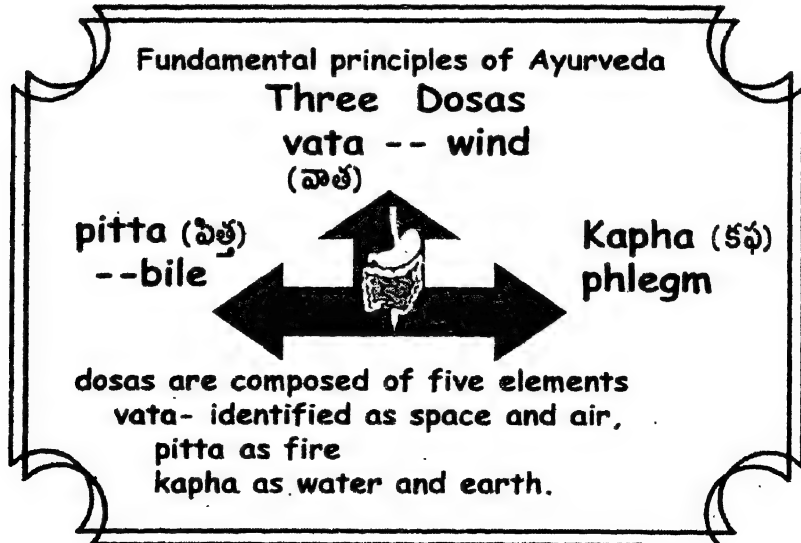 Fundamental principles of Ayurveda
Three Dosas
vata -- wind
(వాత)
pitta (పిత్త)
--bile
Kapha (కఫ)
phlegm
dosas are composed of five elements
vata- identified as space and air,
pitta as fire
kapha as water and earth.